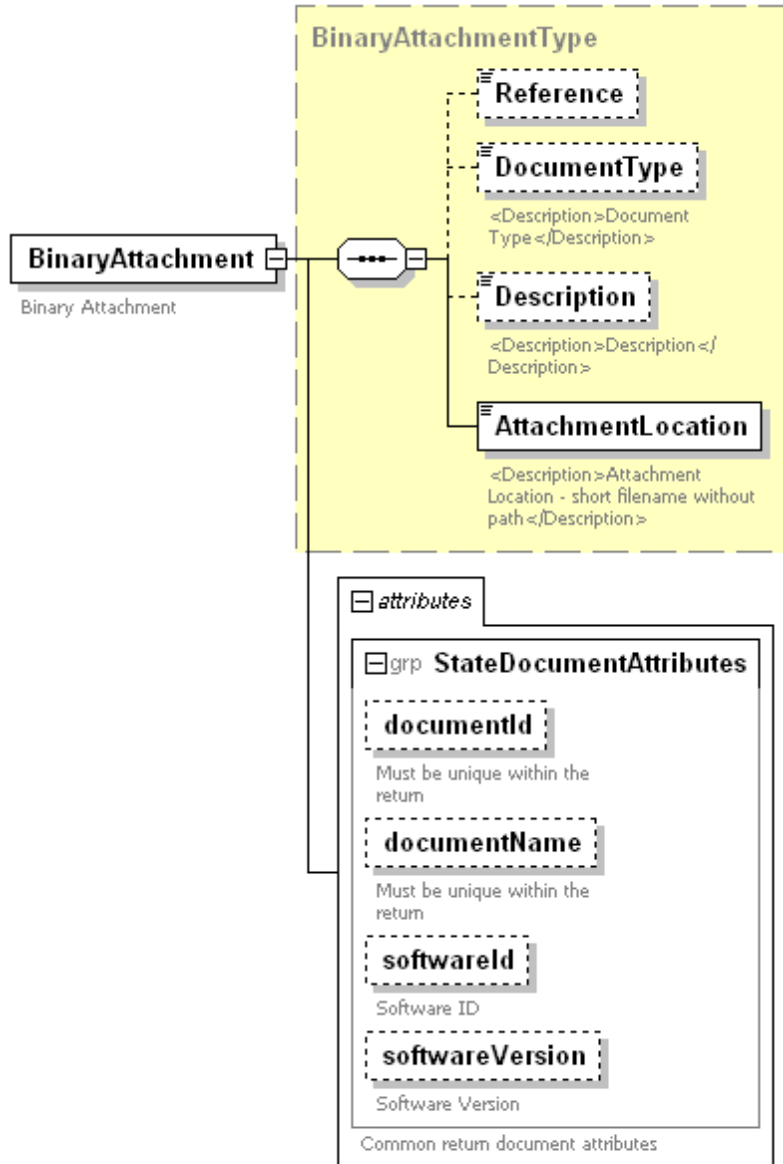 BinaryAttachmentType
Reference
DocumentType
<Description>Document
Type</Description>
BinaryAttachment
Binary Attachment
Description
<Description>Description</
Description>
AttachmentLocation
<Description>Attachment
Location - short filename without
path</Description>
attributes
grp StateDocumentAttributes
documentId
Must be unique within the
return
documentName
Must be unique within the
return
softwareId
Software ID
softwareVersion
Software Version
Common return document attributes